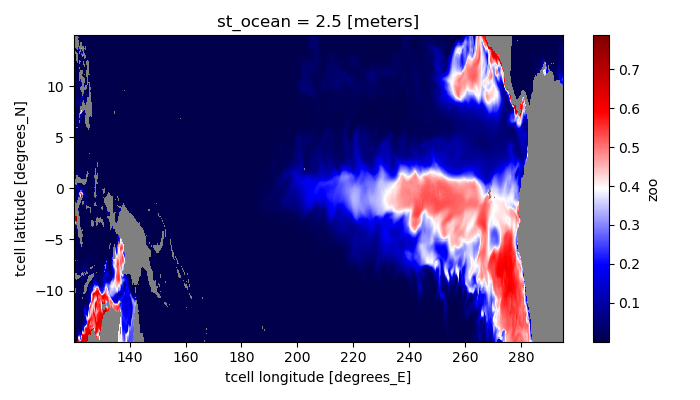 st_ocean = 2.5 [meters]
10
5
0
−5
−10
tcell latitude [degrees_N]
140 160 180 200 220 240 260 280
tcell longitude [degrees_E]
0.7
0.6
0.5
0.4
0.3
0.2
0.1
zoo